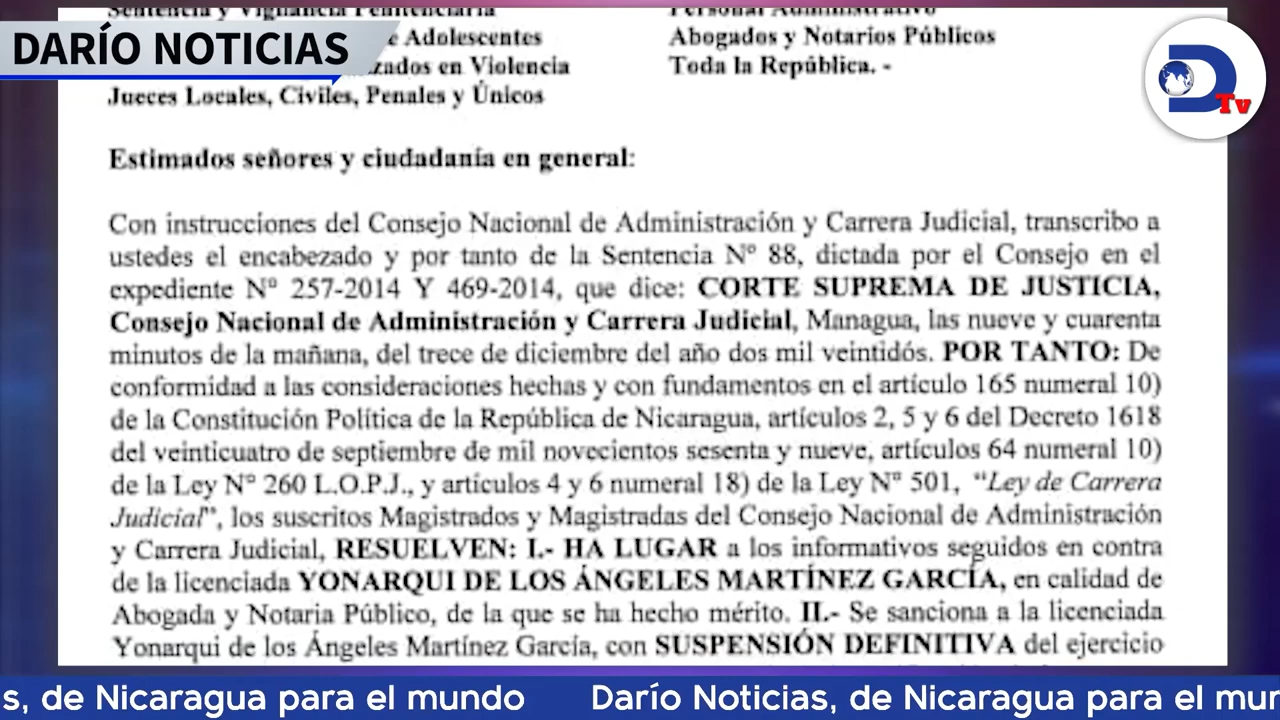 Sentencia y Vigilancia Penitenciaria
Personal Administrativo
DARÍO NOTICIAS
e Adolescentes
Abogados y Notarios Públicos
zados en Violencia
Toda la República. -
Jueces Locales, Civiles, Penales y Únicos
D Tv
Estimados señores y ciudadanía en general:
Con instrucciones del Consejo Nacional de Administración y Carrera Judicial, transcribo a
ustedes el encabezado y por tanto de la Sentencia Nº 88, dictada por el Consejo en el
expediente Nº 257-2014 Y 469-2014, que dice: CORTE SUPREMA DE JUSTICIA,
Consejo Nacional de Administración y Carrera Judicial, Managua, las nueve y cuarenta
minutos de la mañana, del trece de diciembre del año dos mil veintidós. POR TANTO: De
conformidad a las consideraciones hechas y con fundamentos en el artículo 165 numeral 10)
de la Constitución Política de la República de Nicaragua, artículos 2, 5 y 6 del Decreto 1618
del veinticuatro de septiembre de mil novecientos sesenta y nueve, artículos 64 numeral 10)
de la Ley Nº 260 L.O.P.J., y artículos 4 y 6 numeral 18) de la Ley Nº 501, “Ley de Carrera
Judicial”, los suscritos Magistrados y Magistradas del Consejo Nacional de Administración
y Carrera Judicial, RESUELVEN: I.- HA LUGAR a los informativos seguidos en contra
de la licenciada YONARQUI DE LOS ÁNGELES MARTÍNEZ GARCÍA, en calidad de
Abogada y Notaria Público, de la que se ha hecho mérito. II.- Se sanciona a la licenciada
Yonarqui de los Ángeles Martínez García, con SUSPENSIÓN DEFINITIVA del ejercicio
s, de Nicaragua para el mundo Darío Noticias, de Nicaragua para el mun